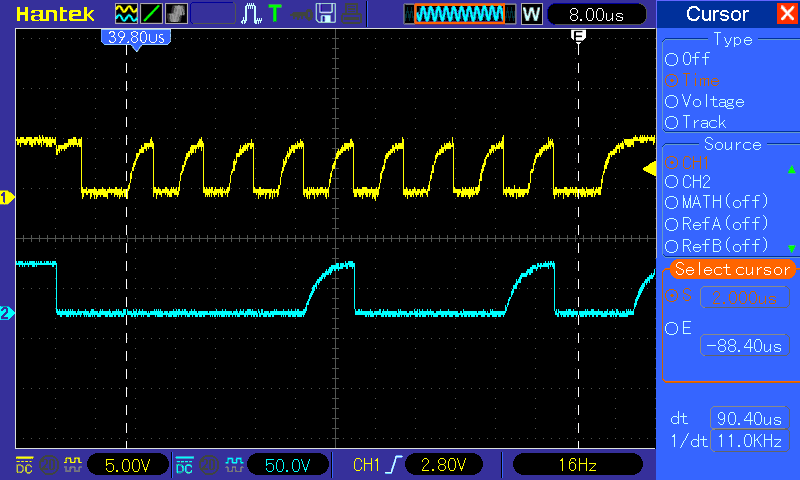 Hantek T W 8.00us Cursor
39.80us
E
Type
Off
Time
Voltage
Track
Source
CH1
CH2
MATH(off)
RefA(off)
RefB(off)
Select cursor
S 2.000us
E
-88.40us
dt 90.40us
1/dt 11.0KHz
1
2
DC 5.00V DC 50.0V CH1 2.80V 16Hz